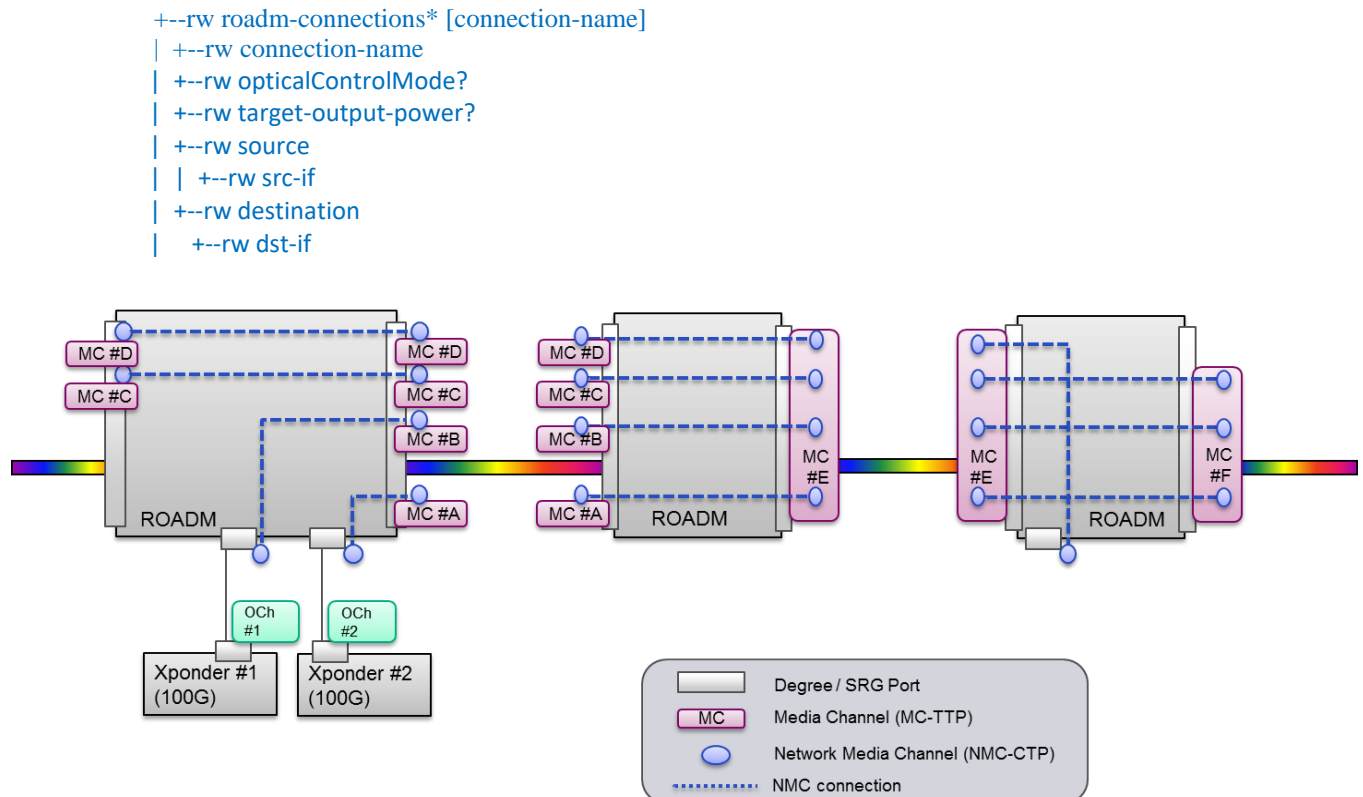 +--rw roadm-connections* [connection-name]
| +--rw connection-name
| +--rw opticalControlMode?
| +--rw target-output-power?
| +--rw source
| | +--rw src-if
| +--rw destination
| +--rw dst-if
MC #D
MC #C
MC #D
MC #C
MC #B
MC #A
ROADM
MC #D
MC #C
MC #B
MC #A
MC
#E
ROADM
MC
#E
MC
#F
ROADM
OCh
#1
OCh
#2
Xponder #1
(100G)
Xponder #2
(100G)
Degree / SRG Port
MC
Media Channel (MC-TTP)
Network Media Channel (NMC-CTP)
NMC connection